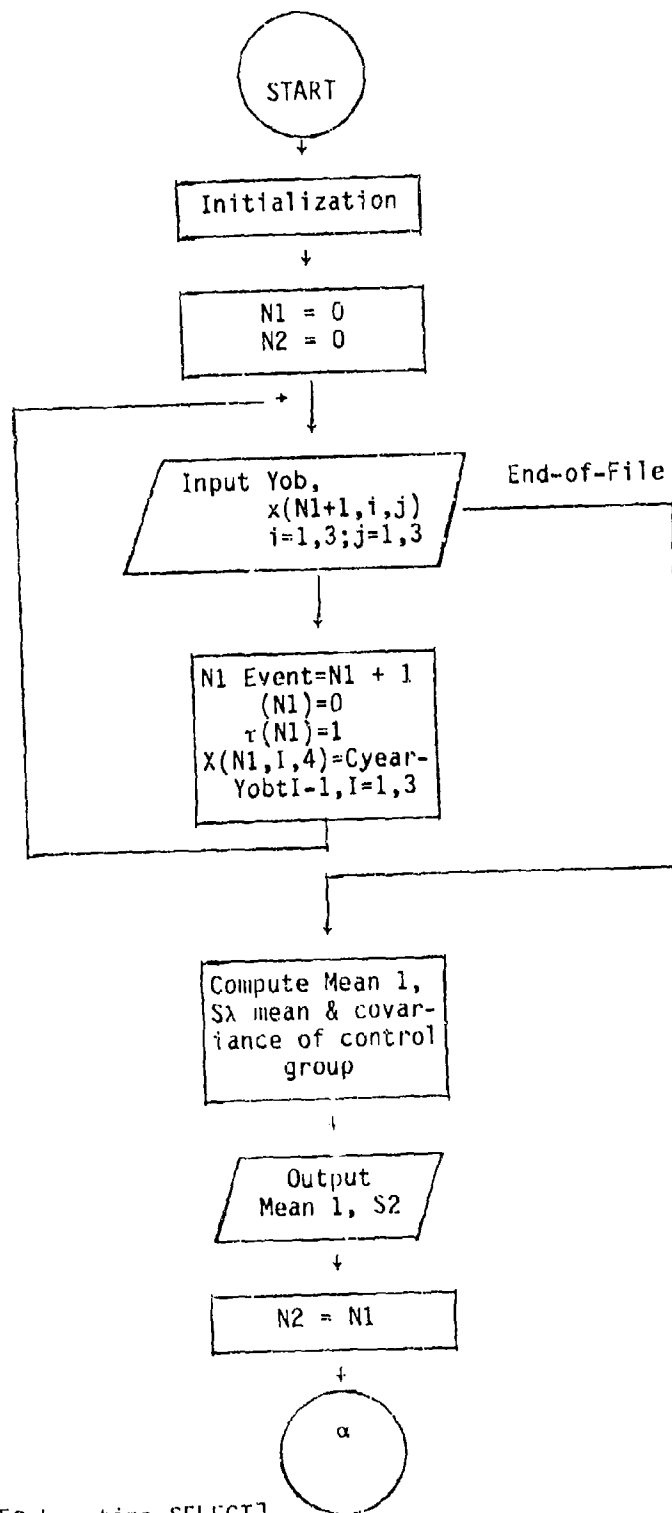 START
Initialization
N1 = 0
N2 = 0
Input Yob,
x(N1+1,i,j)
i=1,3;j=1,3
End-of-File
N1 Event=N1 + 1
(N1)=0
τ(N1)=1
X(N1,I,4)=Cyear-
YobtI-1,I=1,3
Compute Mean 1,
Sλ mean & covar-
iance of control
group
Output
Mean 1, S2
N2 = N1
α